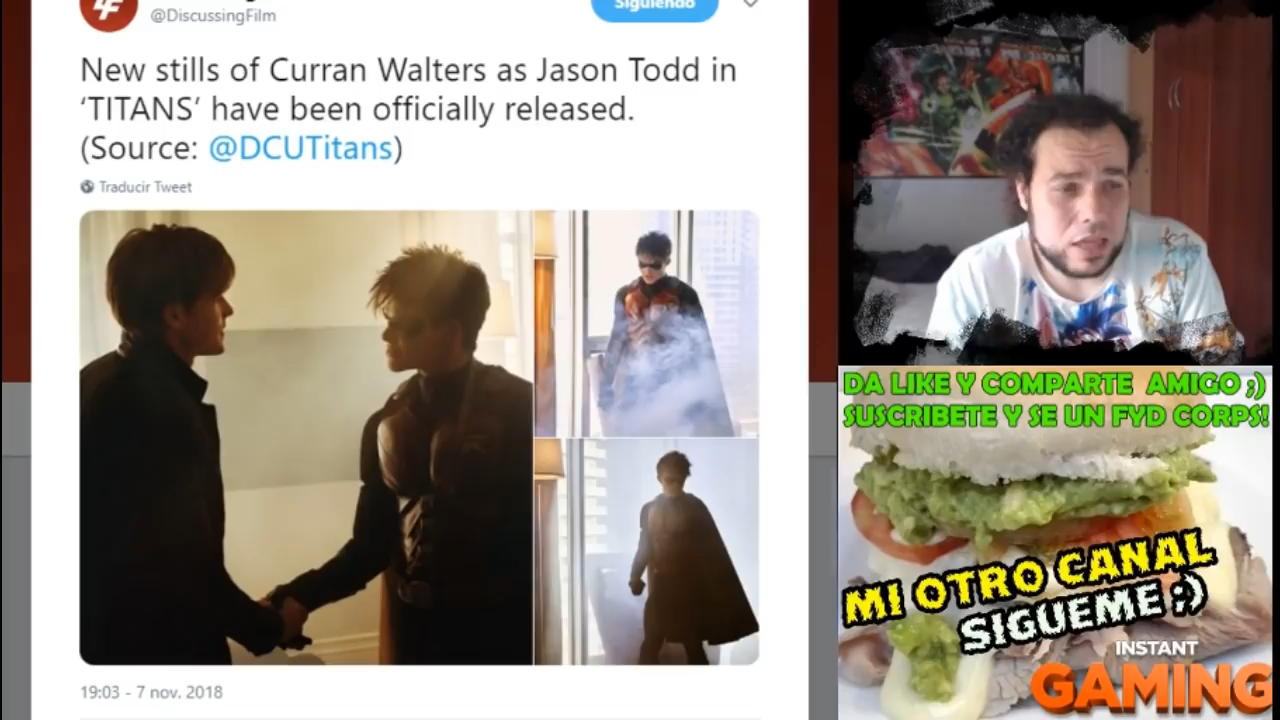 @DiscussingFilm
Siguiendo
New stills of Curran Walters as Jason Todd in
‘TITANS’ have been officially released.
(Source: @DCUTitans)
Traducir Tweet
19:03 - 7 nov. 2018
DA LIKE Y COMPARTE AMIGO ;)
SUSCRIBETE Y SE UN FYD CORPS!
MI OTRO CANAL
SIGUEME ;)
INSTANT
GAMING